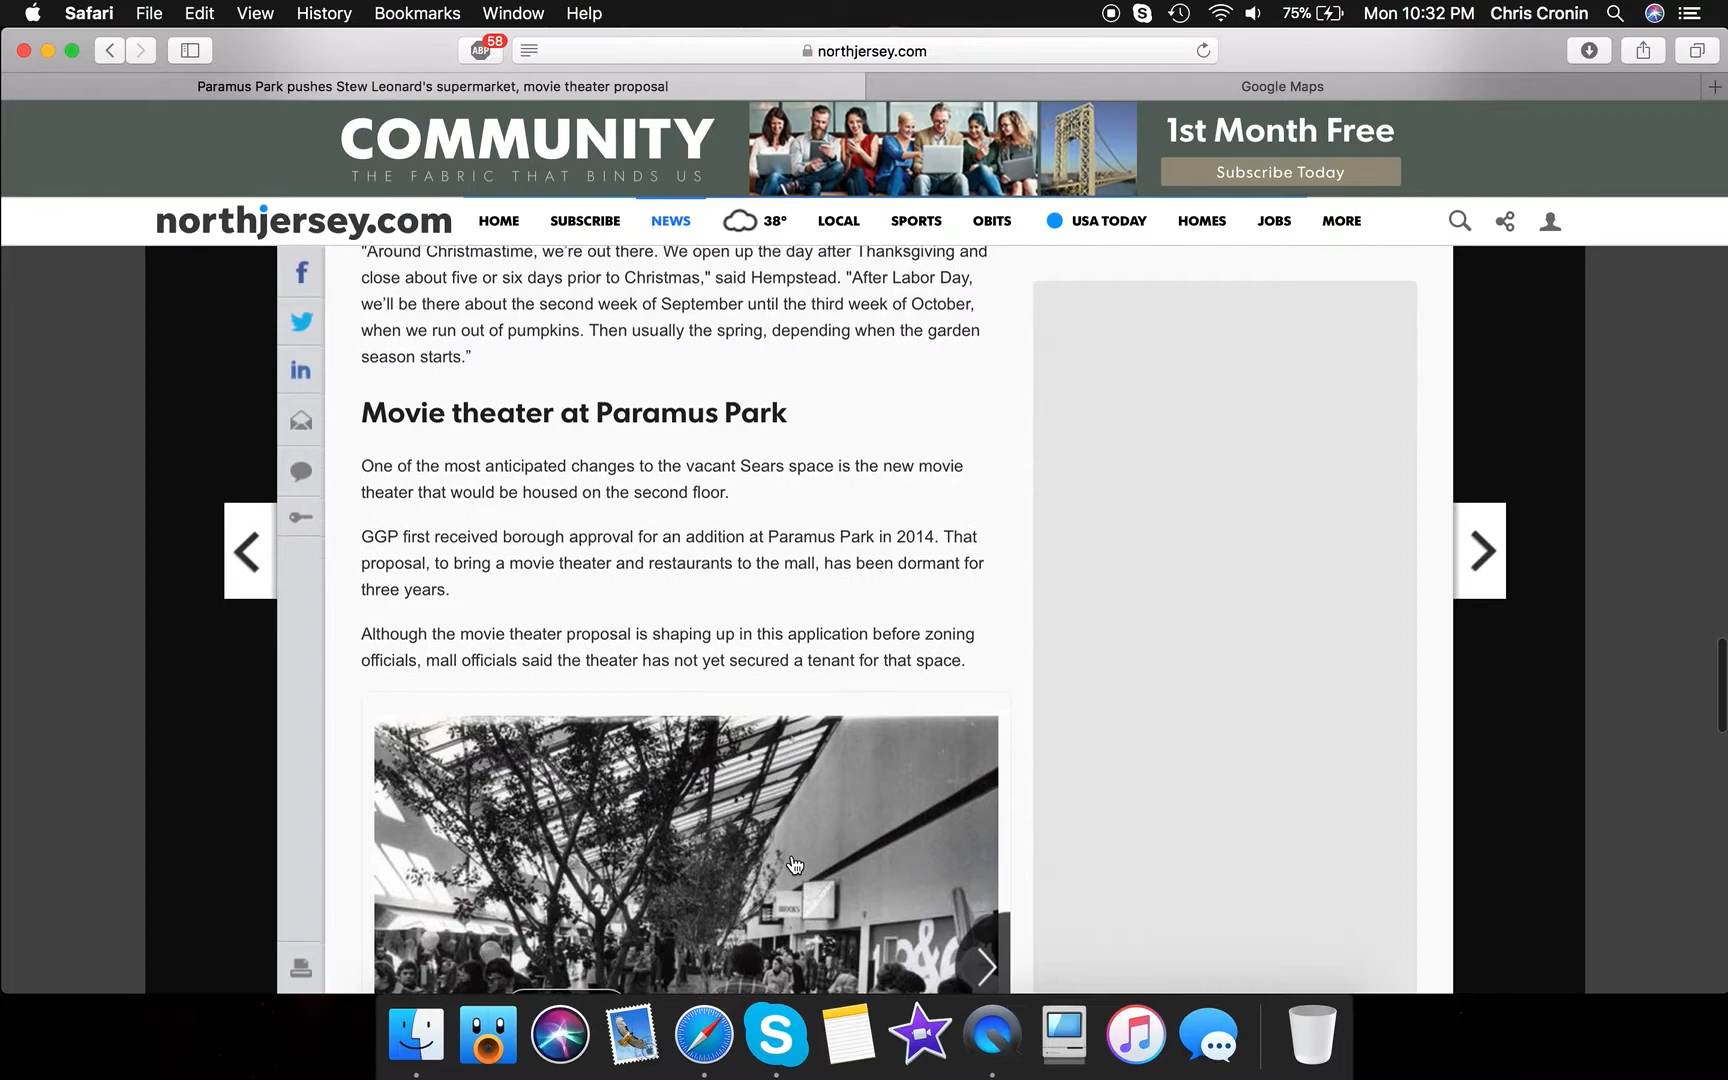 Safari File Edit View History Bookmarks Window Help 75% Mon 10:32 PM Chris Cronin
ABP 58 northjersey.com
Paramus Park pushes Stew Leonard's supermarket, movie theater proposal Google Maps
COMMUNITY
THE FABRIC THAT BINDS US
1st Month Free
Subscribe Today
northjersey.com HOME SUBSCRIBE NEWS 38° LOCAL SPORTS OBITS USA TODAY HOMES JOBS MORE
"Around Christmastime, we're out there. We open up the day after Thanksgiving and
close about five or six days prior to Christmas," said Hempstead. "After Labor Day,
we'll be there about the second week of September until the third week of October,
when we run out of pumpkins. Then usually the spring, depending when the garden
season starts."
Movie theater at Paramus Park
One of the most anticipated changes to the vacant Sears space is the new movie
theater that would be housed on the second floor.
GGP first received borough approval for an addition at Paramus Park in 2014. That
proposal, to bring a movie theater and restaurants to the mall, has been dormant for
three years.
Although the movie theater proposal is shaping up in this application before zoning
officials, mall officials said the theater has not yet secured a tenant for that space.
BROOKS